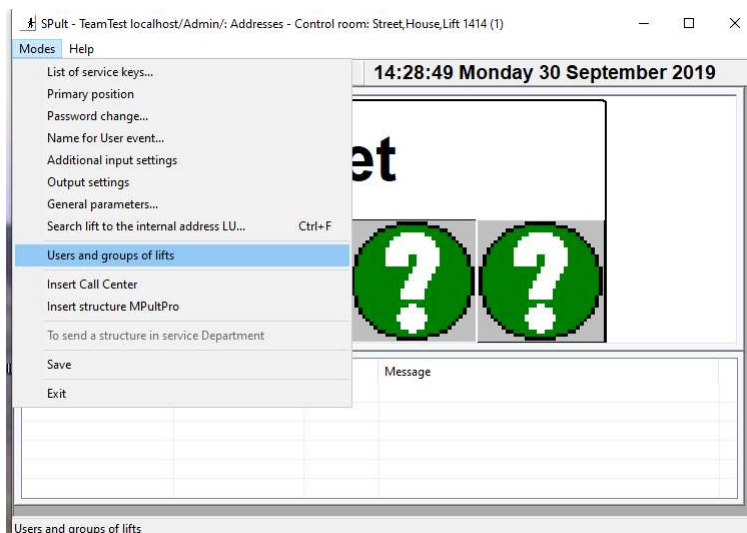 SPult - TeamTest localhost/Admin/: Addresses - Control room: Street,House,Lift 1414 (1)
Modes Help
14:28:49 Monday 30 September 2019
List of service keys...
Primary position
Password change...
Name for User event...
Additional input settings
Output settings
General parameters...
Search lift to the internal address LU... Ctrl+F
Users and groups of lifts
Insert Call Center
Insert structure MPultPro
To send a structure in service Department
Save
Exit
et
? ?
Message
Users and groups of lifts